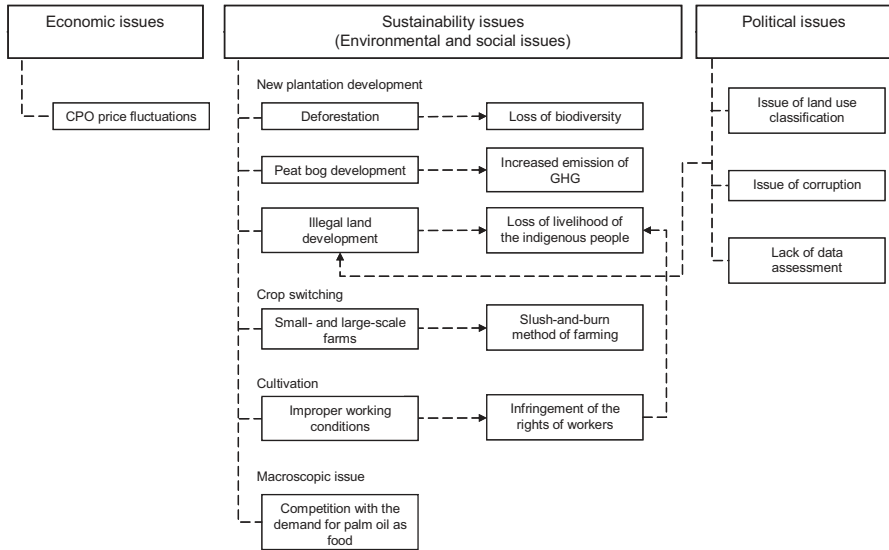 Economic issues
Sustainability issues
(Environmental and social issues)
Political issues
New plantation development
CPO price fluctuations
Deforestation
Loss of biodiversity
Issue of land use
classification
Peat bog development
Increased emission of
GHG
Issue of corruption
Illegal land
development
Loss of livelihood of
the indigenous people
Lack of data
assessment
Crop switching
Small- and large-scale
farms
Slush-and-burn
method of farming
Cultivation
Improper working
conditions
Infringement of the
rights of workers
Macroscopic issue
Competition with the
demand for palm oil as
food